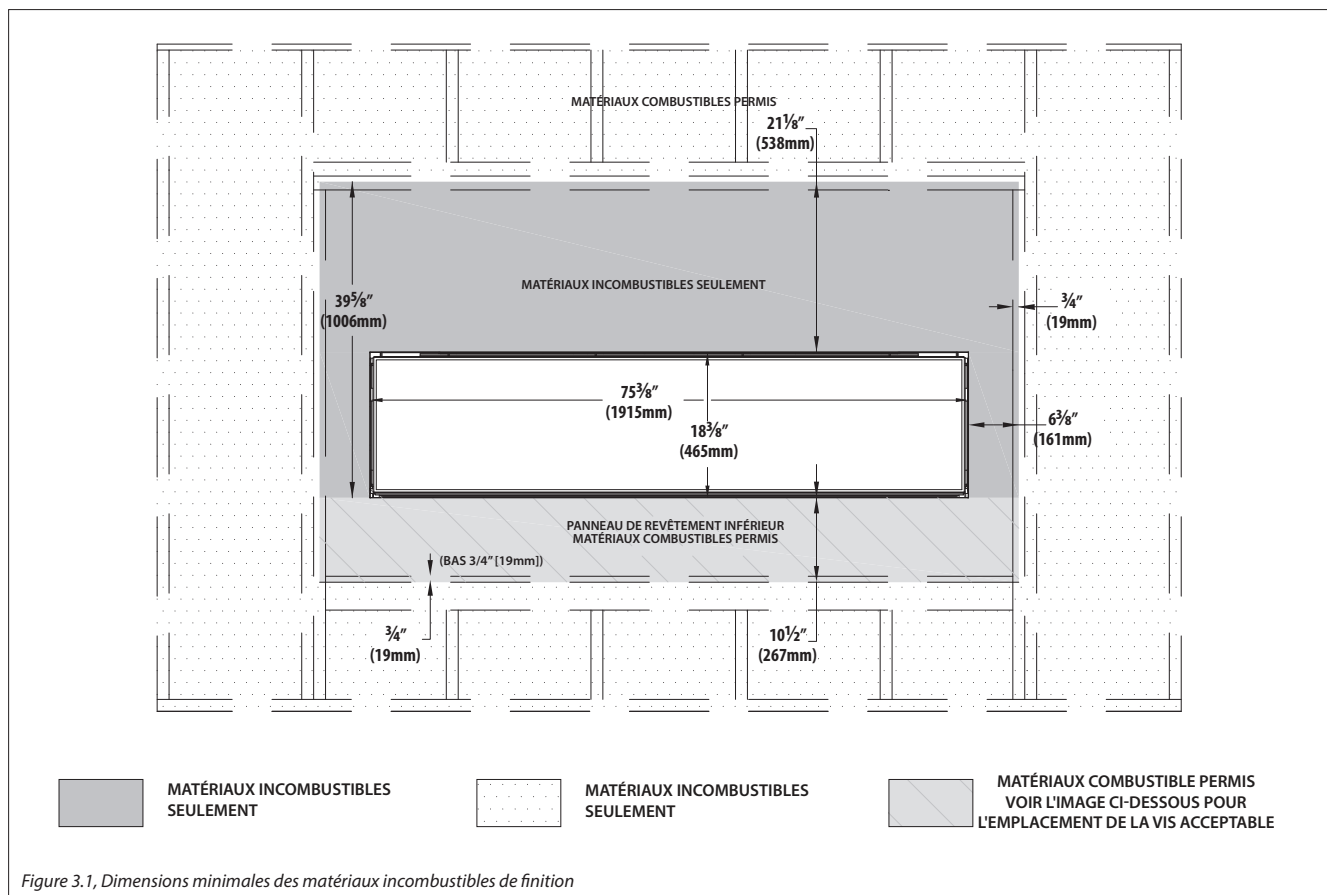 MATÉRIAUX COMBUSTIBLES PERMIS
21⅛"
(538mm)
MATÉRIAUX INCOMBUSTIBLES SEULEMENT
39⅝"
(1006mm)
¾"
(19mm)
75⅜"
(1915mm)
18⅜"
(465mm)
6⅜"
(161mm)
PANNEAU DE REVÊTEMENT INFÉRIEUR
MATÉRIAUX COMBUSTIBLES PERMIS
(BAS 3/4" [19mm])
¾"
(19mm)
10½"
(267mm)
MATÉRIAUX INCOMBUSTIBLES
SEULEMENT
MATÉRIAUX INCOMBUSTIBLES
SEULEMENT
MATÉRIAUX COMBUSTIBLE PERMIS
VOIR L'IMAGE CI-DESSOUS POUR
L'EMPLACEMENT DE LA VIS ACCEPTABLE
Figure 3.1, Dimensions minimales des matériaux incombustibles de finition